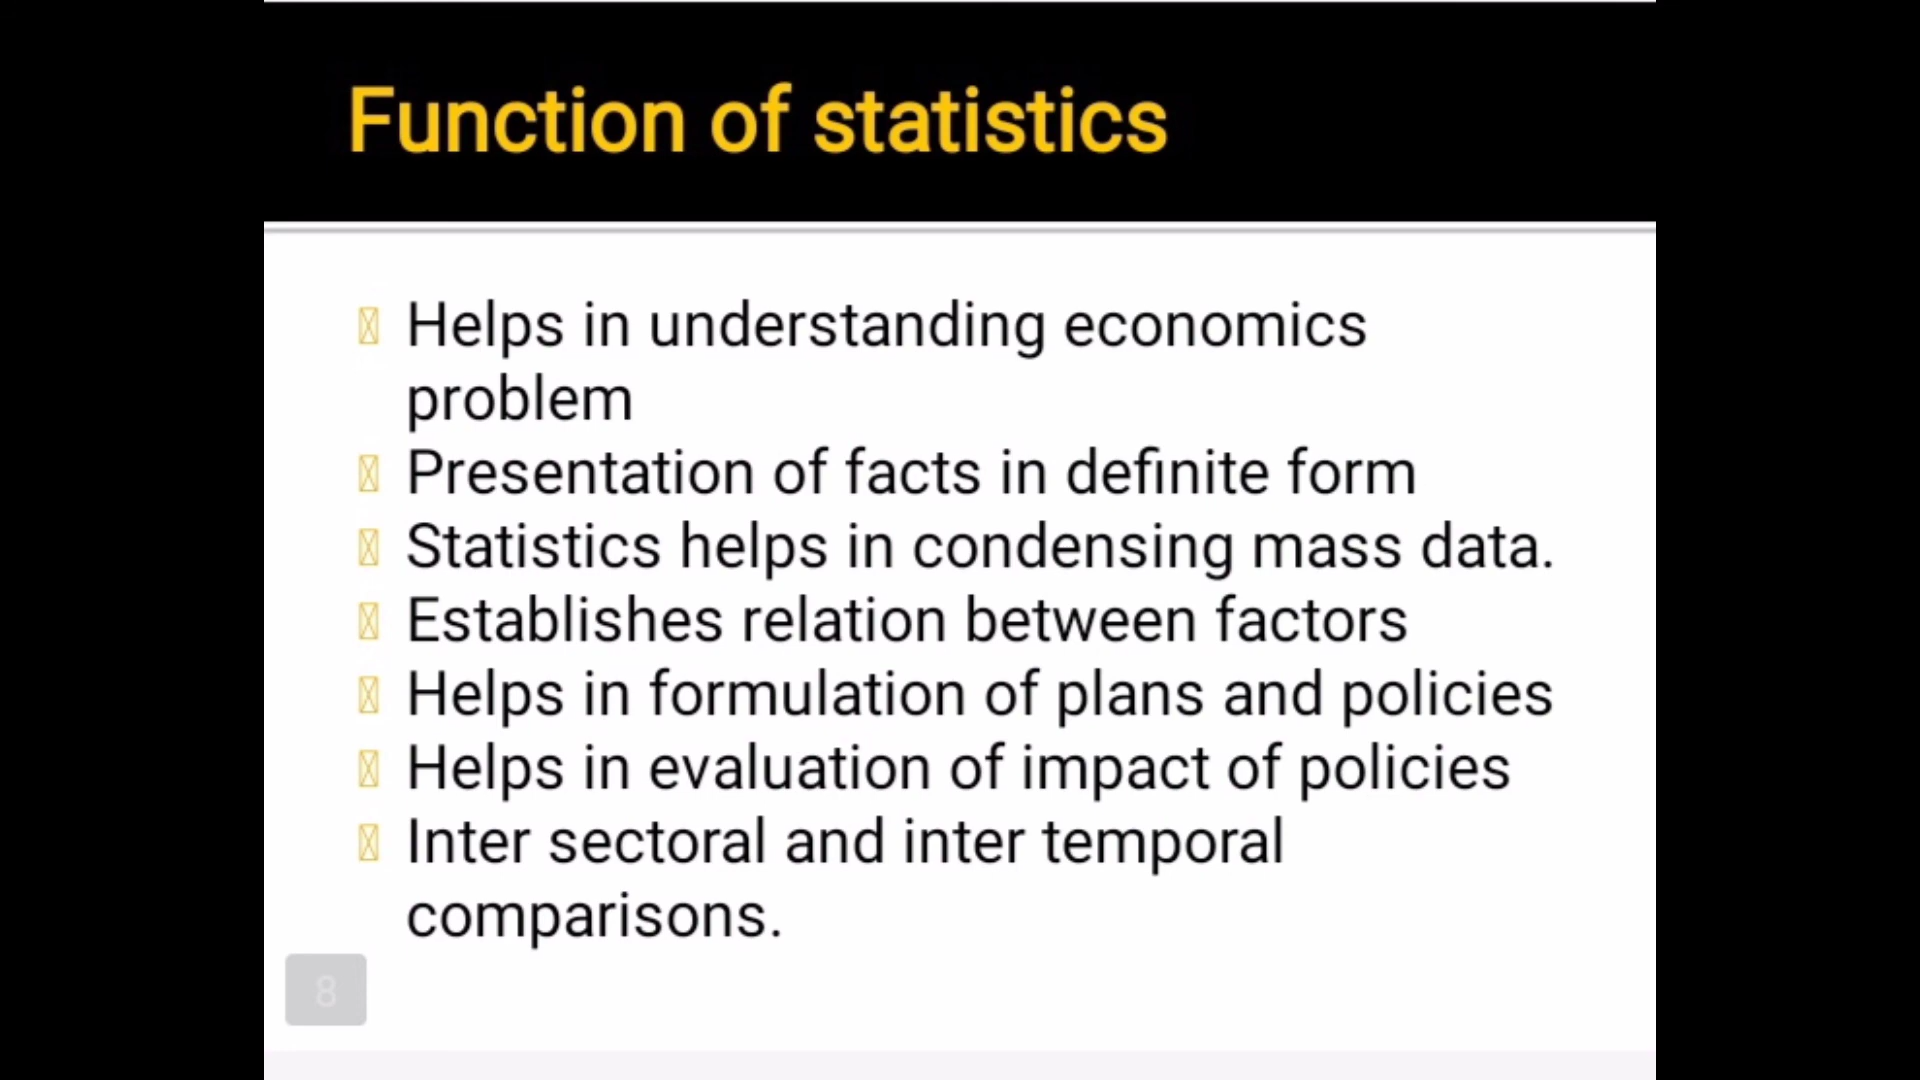 Function of statistics
Helps in understanding economics
problem
Presentation of facts in definite form
Statistics helps in condensing mass data.
Establishes relation between factors
Helps in formulation of plans and policies
Helps in evaluation of impact of policies
Inter sectoral and inter temporal
comparisons.
8